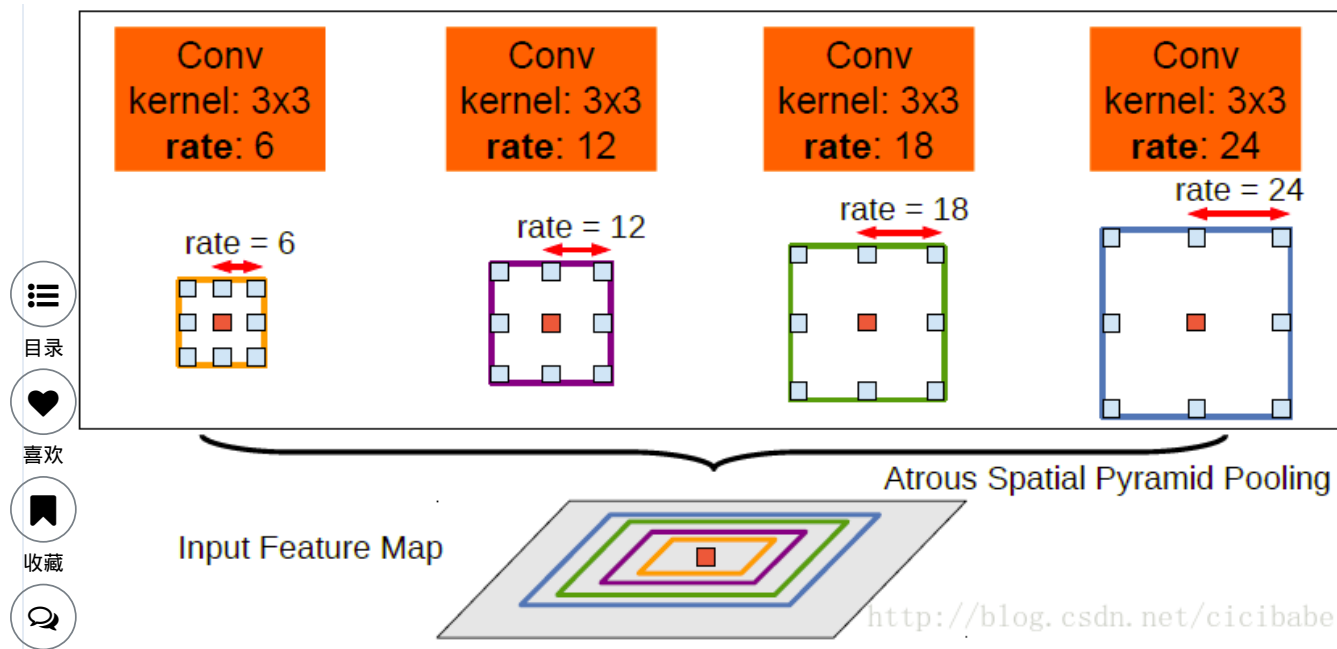 Conv
kernel: 3x3
rate: 6
Conv
kernel: 3x3
rate: 12
Conv
kernel: 3x3
rate: 18
Conv
kernel: 3x3
rate: 24
rate = 6
rate = 12
rate = 18
rate = 24
目录
喜欢
收藏
Atrous Spatial Pyramid Pooling
Input Feature Map
http://blog.csdn.net/cicibabe